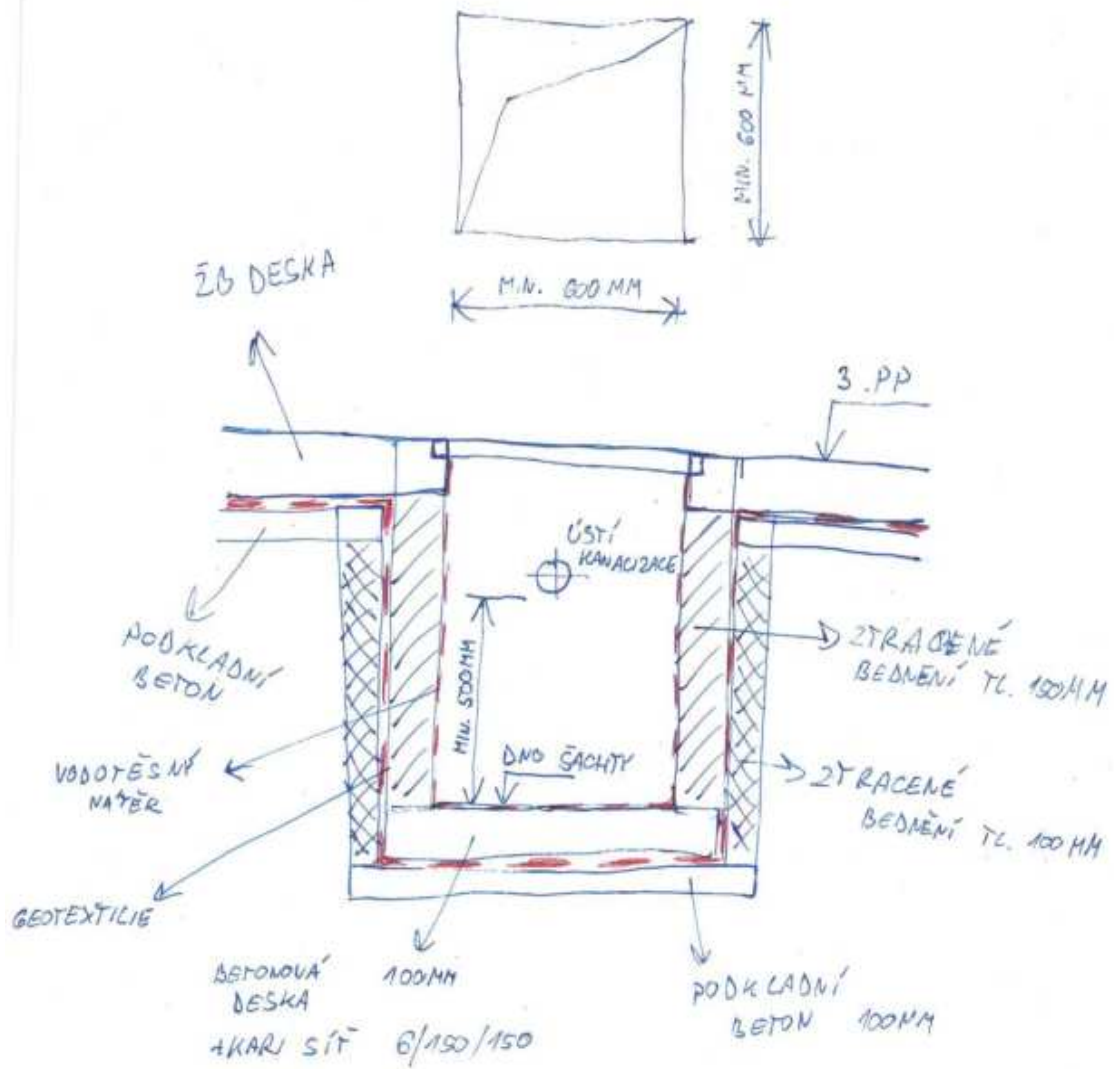 MIN. 600 MM
MIN. 600 MM
ŽB DESKA
3.PP
ÚSTÍ
KANALIZACE
PODKLADNÍ
BETON
MIN. 500MM
ZTRACENÉ
BEDNĚNÍ TL. 150MM
VODOTĚSNÝ
NÁTĚR
DNO ŠACHTY
ZTRACENÉ
BEDNĚNÍ TL. 100MM
GEOTEXTILIE
BETONOVÁ 100MM
DESKA
+KARI SÍŤ 6/150/150
PODKLADNÍ
BETON 100MM